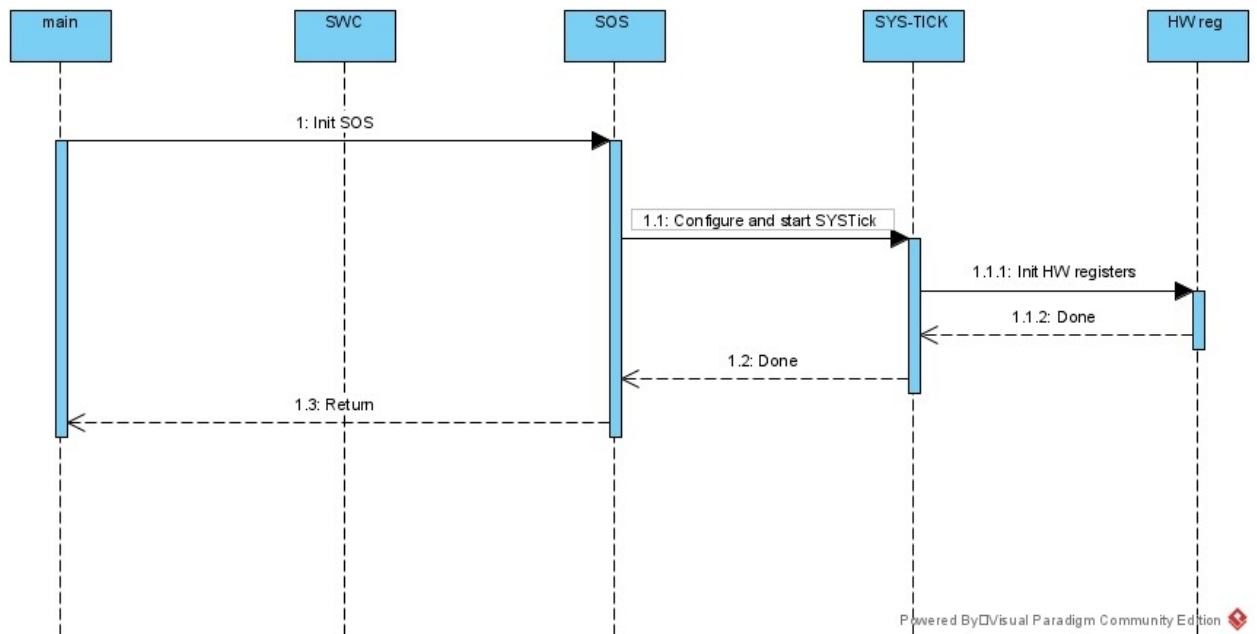 main
SWC
SOS
SYS-TICK
HW reg
1: Init SOS
1.1: Configure and start SYSTick
1.1.1: Init HW registers
1.1.2: Done
1.2: Done
1.3: Return
Powered By□Visual Paradigm Community Edition